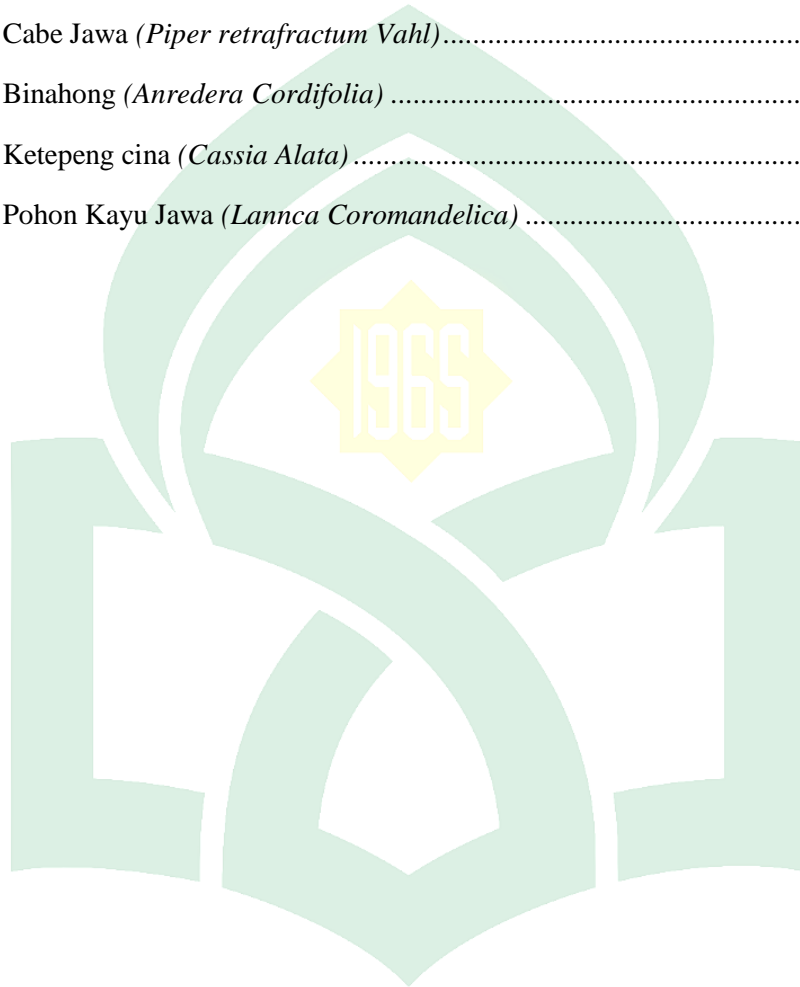 Cabe Jawa (Piper retrafractum Vahl)................................................
Binahong (Anredera Cordifolia) .......................................................
Ketepeng cina (Cassia Alata)............................................................
Pohon Kayu Jawa (Lannca Coromandelica) .....................................
1965